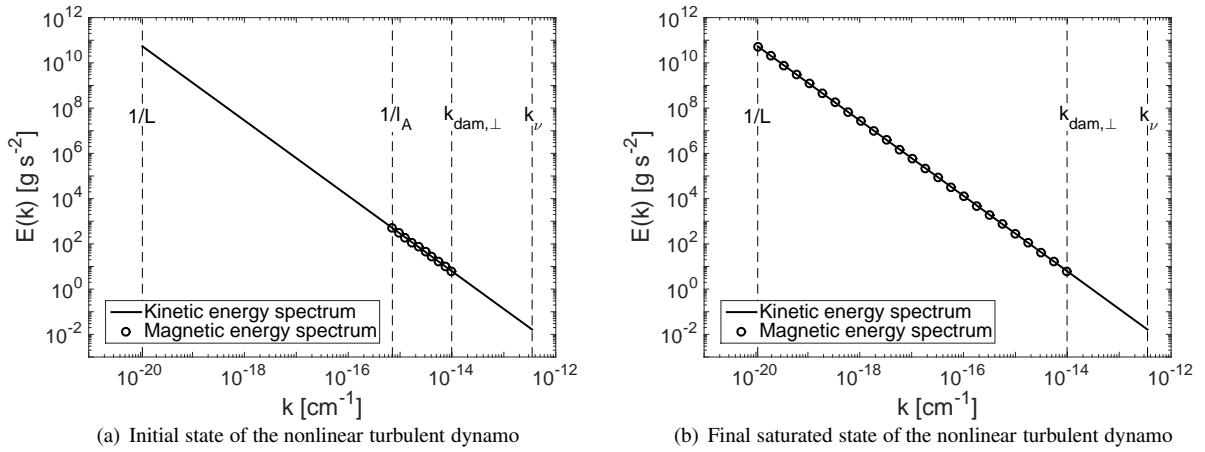 10^12
10^10
10^8
10^6
10^4
10^2
10^0
10^-2
E(k) [g s^-2]
1/L
1/l_A
k_dam,⊥
k_ν
Kinetic energy spectrum
Magnetic energy spectrum
10^-20 10^-18 10^-16 10^-14 10^-12
k [cm^-1]
(a) Initial state of the nonlinear turbulent dynamo
10^12
10^10
10^8
10^6
10^4
10^2
10^0
10^-2
E(k) [g s^-2]
1/L
k_dam,⊥
k_ν
Kinetic energy spectrum
Magnetic energy spectrum
10^-20 10^-18 10^-16 10^-14 10^-12
k [cm^-1]
(b) Final saturated state of the nonlinear turbulent dynamo